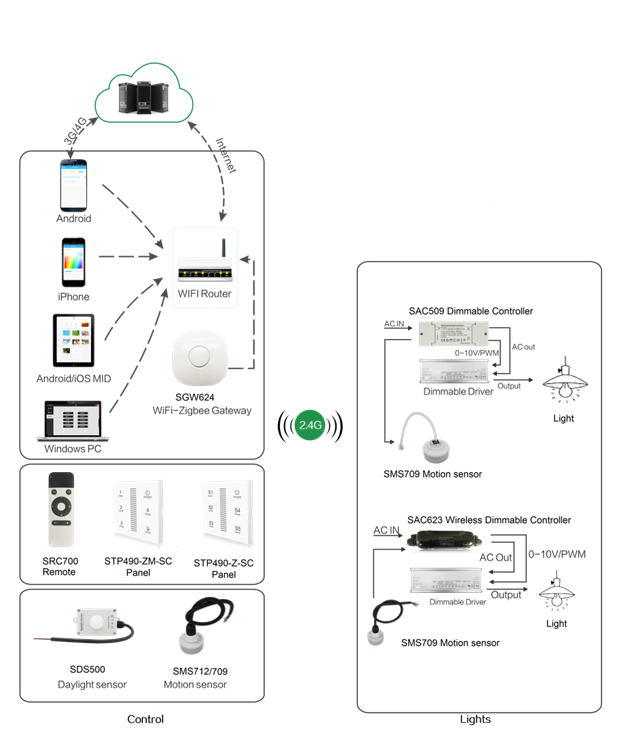 3G/4G
Internet
Android
iPhone
WIFI Router
Android/iOS MID
SGW624
WiFi-Zigbee Gateway
Windows PC
2.4G
SRC700
Remote
STP490-ZM-SC
Panel
STP490-Z-SC
Panel
SDS500
Daylight sensor
SMS712/709
Motion sensor
Control
SAC509 Dimmable Controller
AC IN
AC out
0-10V/PWM
Output
Dimmable Driver
Light
SMS709 Motion sensor
SAC623 Wireless Dimmable Controller
AC IN
AC Out
0-10V/PWM
Output
Dimmable Driver
Light
SMS709 Motion sensor
Lights